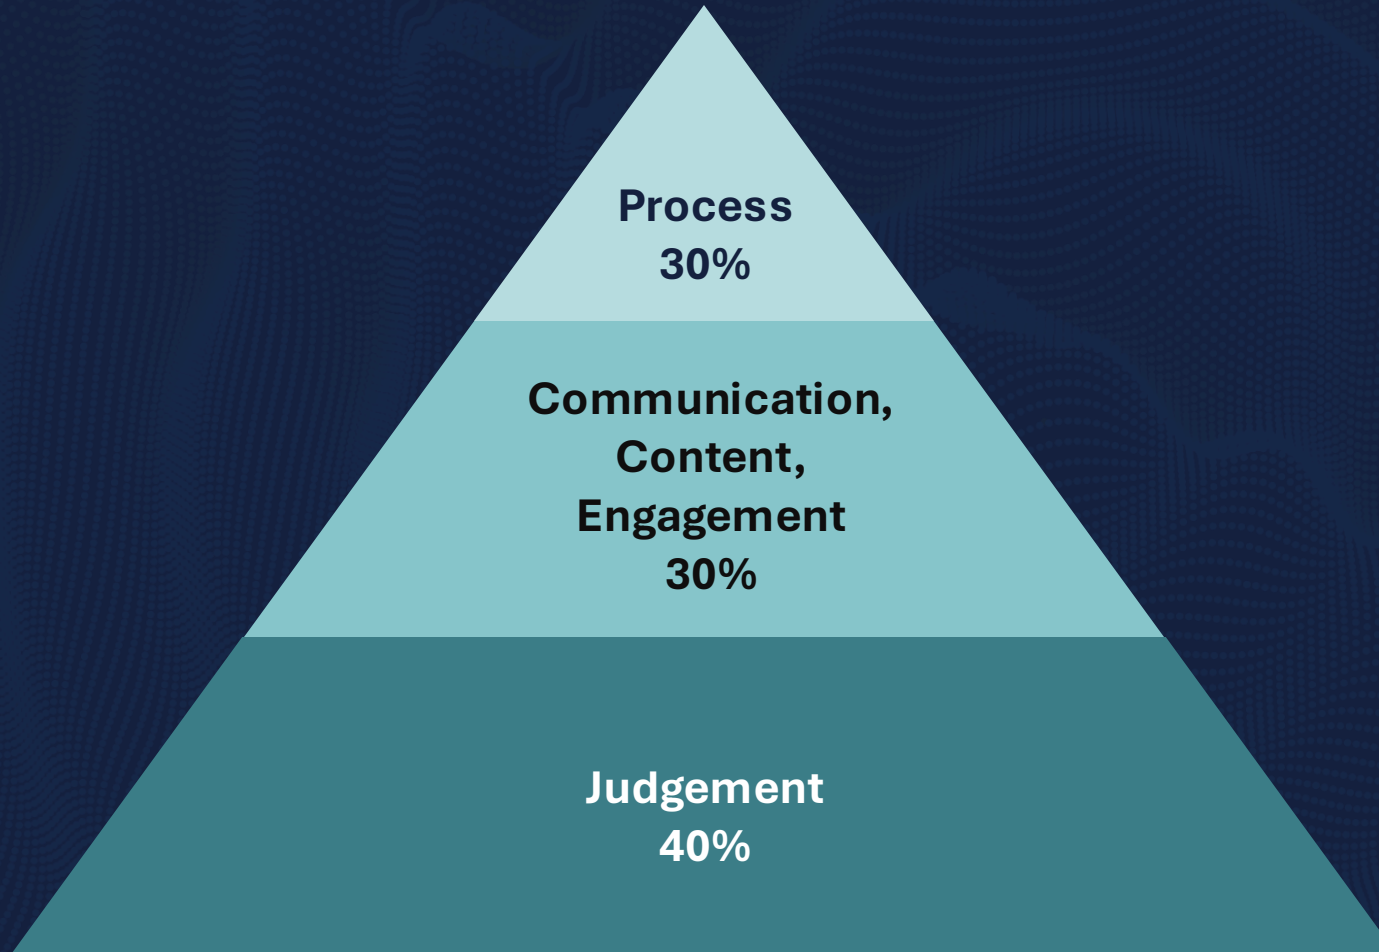 Process
30%
Communication,
Content,
Engagement
30%
Judgement
40%